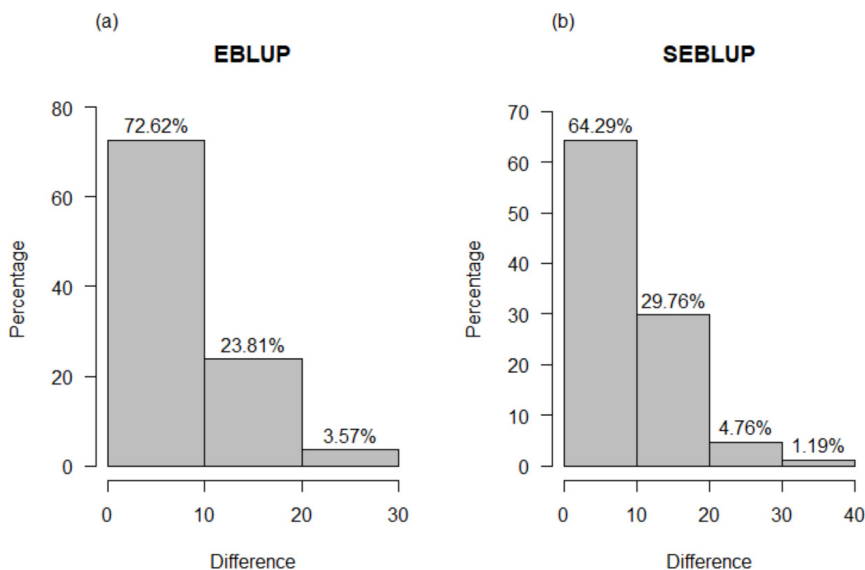 (a)
EBLUP
80
72.62%
60
Percentage
40
23.81%
20
3.57%
0
0 10 20 30
Difference
(b)
SEBLUP
70
64.29%
60
50
Percentage
40
30
29.76%
20
10
4.76%
1.19%
0
0 10 20 30 40
Difference